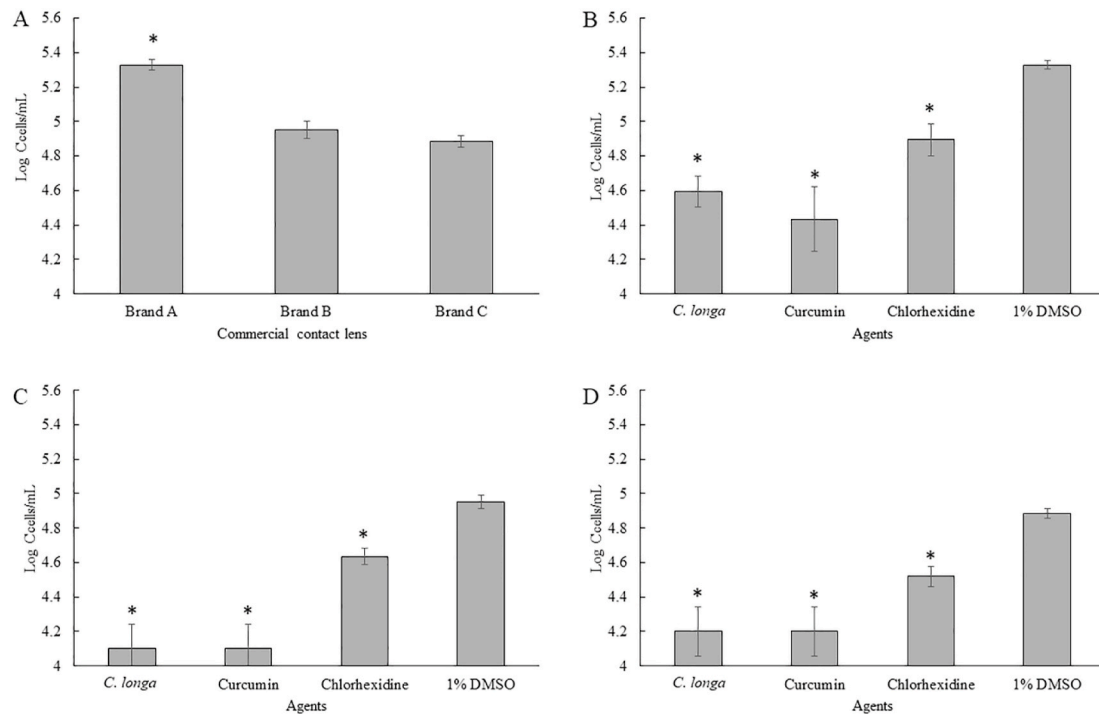 A
5.6
5.4
5.2
5
4.8
4.6
4.4
4.2
4
Log Ccells/mL
*
Brand A Brand B Brand C
Commercial contact lens
B
5.6
5.4
5.2
5
4.8
4.6
4.4
4.2
4
Log Ccells/mL
* * *
C. longa Curcumin Chlorhexidine 1% DMSO
Agents
C
5.6
5.4
5.2
5
4.8
4.6
4.4
4.2
4
Log Ccells/mL
* * *
C. longa Curcumin Chlorhexidine 1% DMSO
Agents
D
5.6
5.4
5.2
5
4.8
4.6
4.4
4.2
4
Log Ccells/mL
* * *
C. longa Curcumin Chlorhexidine 1% DMSO
Agents